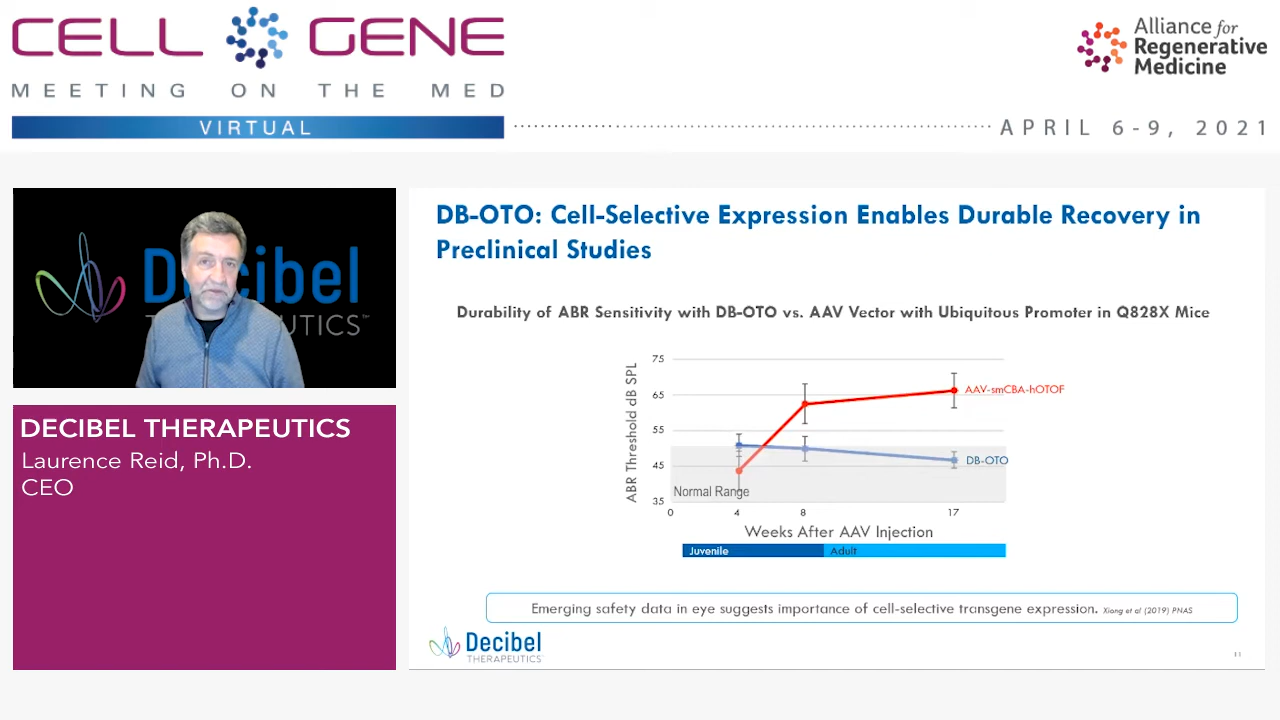 CELL GENE
MEETING ON THE MED
VIRTUAL
Alliance for
Regenerative
Medicine
APRIL 6-9, 2021
Decibel
THERAPEUTICS™
DECIBEL THERAPEUTICS
Laurence Reid, Ph.D.
CEO
DB-OTO: Cell-Selective Expression Enables Durable Recovery in
Preclinical Studies
Durability of ABR Sensitivity with DB-OTO vs. AAV Vector with Ubiquitous Promoter in Q828X Mice
ABR Threshold dB SPL
75
65
55
45
35
AAV-smCBA-hOTOF
DB-OTO
Normal Range
0 4 8 17
Weeks After AAV Injection
Juvenile Adult
Emerging safety data in eye suggests importance of cell-selective transgene expression. Xiong et al (2019) PNAS
Decibel
THERAPEUTICS
11